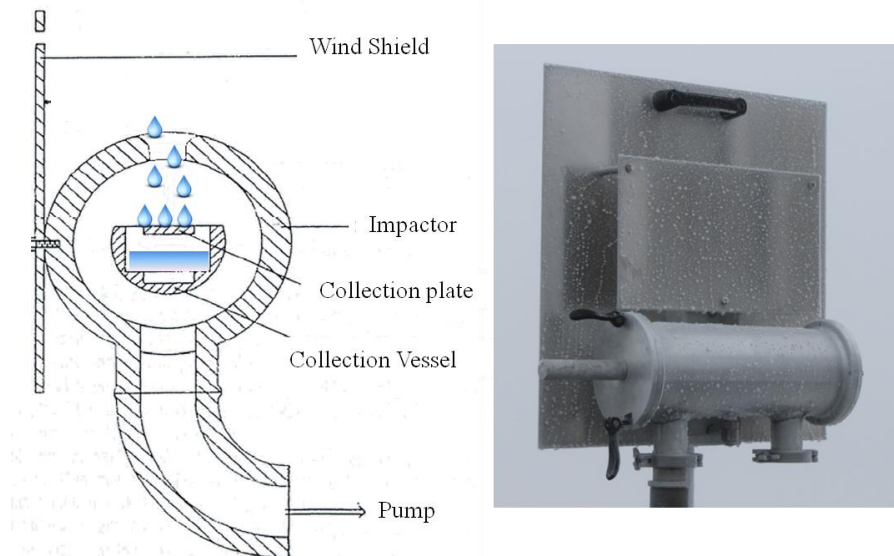 Wind Shield
Impactor
Collection plate
Collection Vessel
Pump